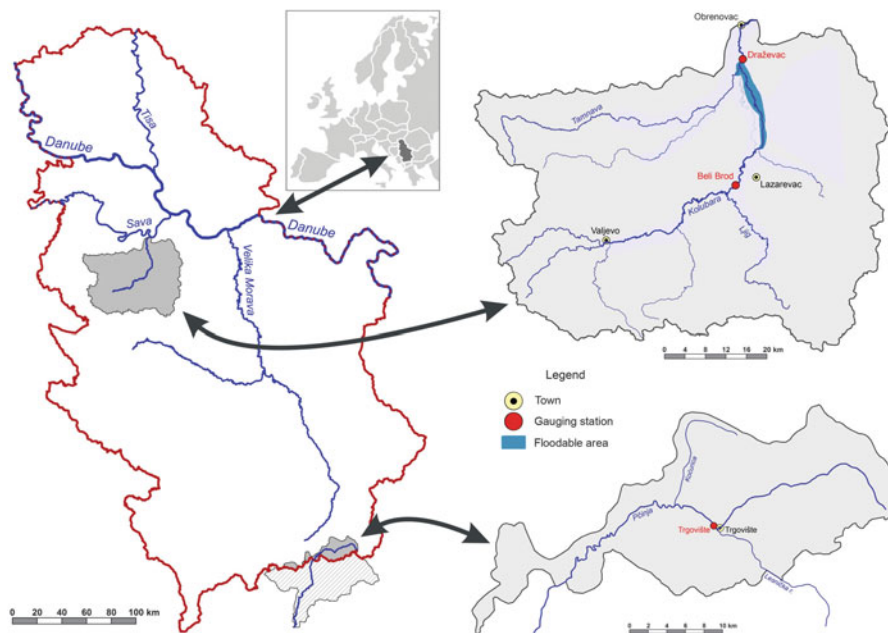 Tisa
Danube
Sava
Danube
Velika Morava
0 20 40 60 80 100 km
Obrenovac
Draževac
Tamnava
Beli Brod
Lazarevac
Kolubara
Ljig
Valjevo
0 4 8 12 16 20 km
Legend
Town
Gauging station
Floodable area
Kočurica
Pčinja
Trgovište
Trgovište
Lesnička r.
0 2 4 6 8 10 km